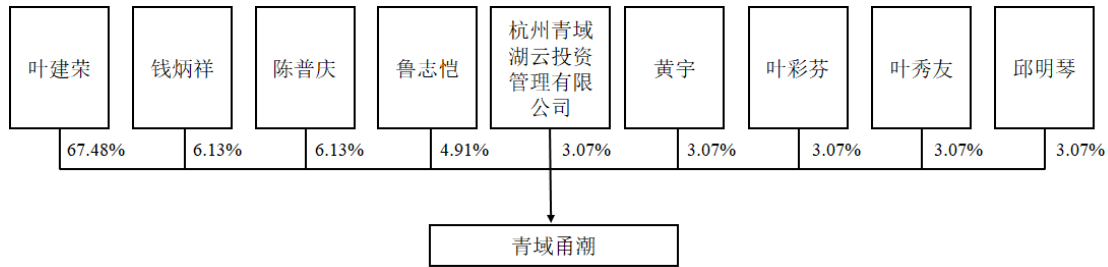 叶建荣
钱炳祥
陈普庆
鲁志恺
杭州青域
湖云投资
管理有限
公司
黄宇
叶彩芬
叶秀友
邱明琴
67.48%
6.13%
6.13%
4.91%
3.07%
3.07%
3.07%
3.07%
3.07%
青域甬潮